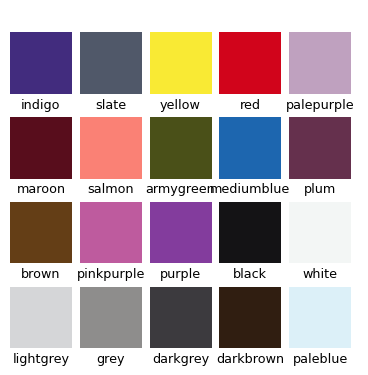 indigo slate yellow red palepurple
maroon salmon armygreen mediumblue plum
brown pinkpurple purple black white
lightgrey grey darkgrey darkbrown paleblue